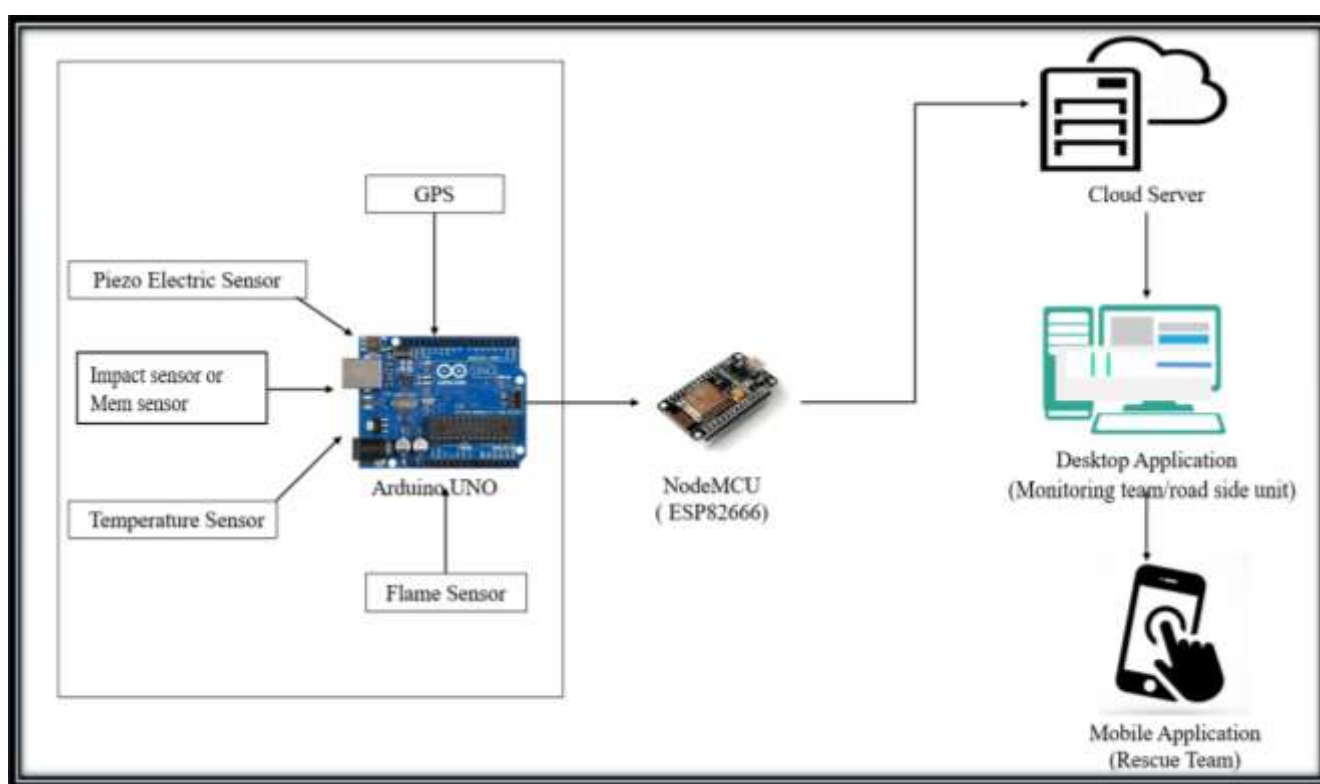 GPS
Piezo Electric Sensor
Impact sensor or
Mem sensor
Temperature Sensor
Flame Sensor
Arduino UNO
NodeMCU
( ESP82666)
Cloud Server
Desktop Application
(Monitoring team/road side unit)
Mobile Application
(Rescue Team)